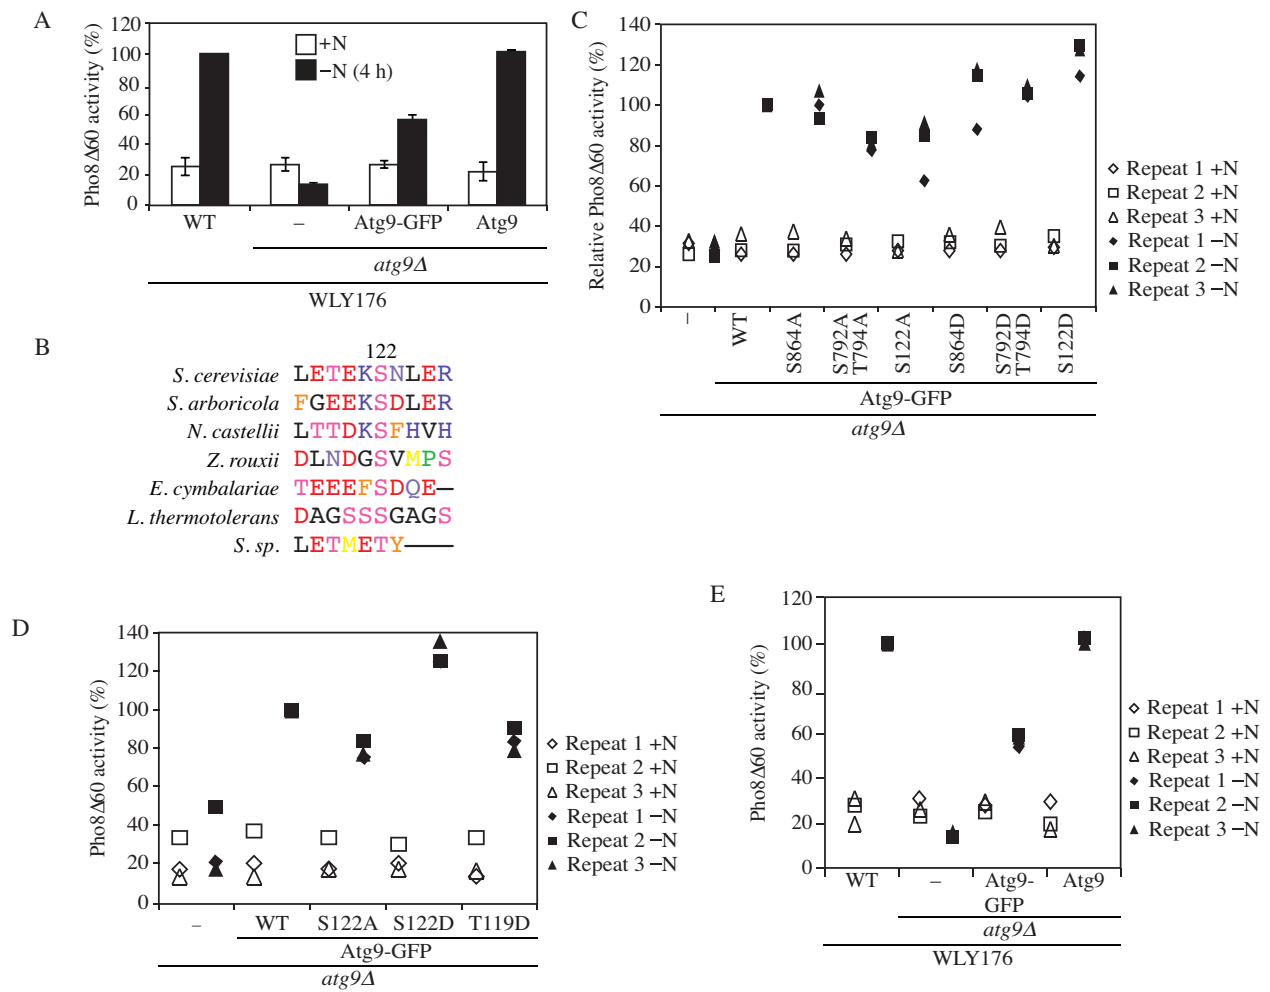 A
Pho8Δ60 activity (%)
120
100
80
60
40
20
0
+N
−N (4 h)
WT
–
Atg9-GFP
Atg9
atg9Δ
WLY176
B
122
S. cerevisiae LETEKSNLER
S. arboricola FGEEKSDLER
N. castellii LTTDKSFHVH
Z. rouxii DLNDGSVMPS
E. cymbalariae TEEEFSDQE—
L. thermotolerans DAGSSSGAGS
S. sp. LETMETY———
C
Relative Pho8Δ60 activity (%)
140
120
100
80
60
40
20
0
–
WT
S864A
S792A
T794A
S122A
S864D
S792D
T794D
S122D
Atg9-GFP
atg9Δ
Repeat 1 +N
Repeat 2 +N
Repeat 3 +N
Repeat 1 −N
Repeat 2 −N
Repeat 3 −N
D
Pho8Δ60 activity (%)
140
120
100
80
60
40
20
0
–
WT
S122A
S122D
T119D
Atg9-GFP
atg9Δ
Repeat 1 +N
Repeat 2 +N
Repeat 3 +N
Repeat 1 −N
Repeat 2 −N
Repeat 3 −N
E
Pho8Δ60 activity (%)
120
100
80
60
40
20
0
WT
–
Atg9-
GFP
Atg9
atg9Δ
WLY176
Repeat 1 +N
Repeat 2 +N
Repeat 3 +N
Repeat 1 −N
Repeat 2 −N
Repeat 3 −N